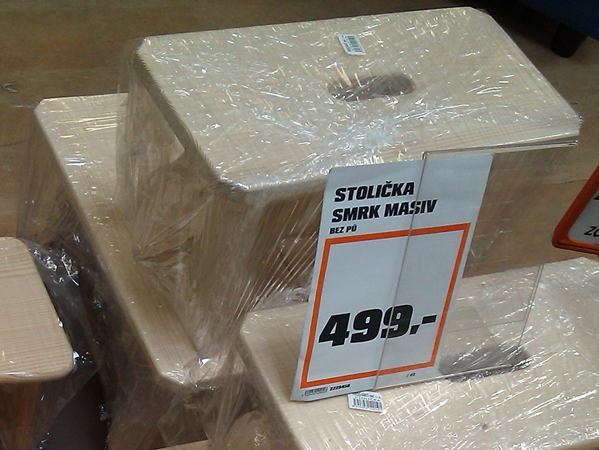 STOLIČKA
SMRK MASIV
BEZ PÚ
499,-